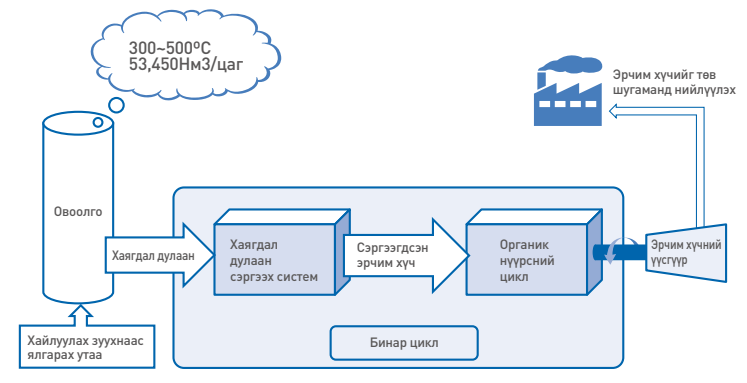 300~500°C
53,450Нм3/цаг
Эрчим хүчийг төв
шугаманд нийлүүлэх
Овоолго
Хаягдал дулаан
Хаягдал
дулаан
сэргээх систем
Сэргээгдсэн
эрчим хүч
Органик
нүүрсний
цикл
Эрчим хүчний
үүсгүүр
Хайлуулах зуухнаас
ялгарах утаа
Бинар цикл